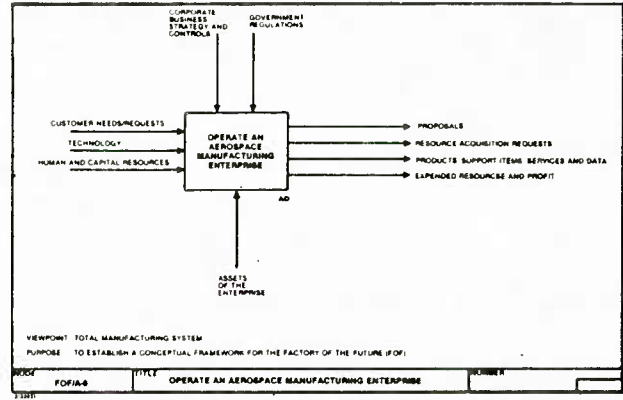 CORPORATE
BUSINESS
STRATEGY AND
CONTROLS
GOVERNMENT
REGULATIONS
CUSTOMER NEEDS/REQUESTS
TECHNOLOGY
HUMAN AND CAPITAL RESOURCES
OPERATE AN
AEROSPACE
MANUFACTURING
ENTERPRISE
A0
PROPOSALS
RESOURCE ACQUISITION REQUESTS
PRODUCTS SUPPORT ITEMS SERVICES AND DATA
EXPENDED RESOURCSE AND PROFIT
ASSETS
OF THE
ENTERPRISE
VIEWPOINT TOTAL MANUFACTURING SYSTEM
PURPOSE TO ESTABLISH A CONCEPTUAL FRAMEWORK FOR THE FACTORY OF THE FUTURE (FOF)
NODE FOF/A-0
TITLE OPERATE AN AEROSPACE MANUFACTURING ENTERPRISE
NUMBER